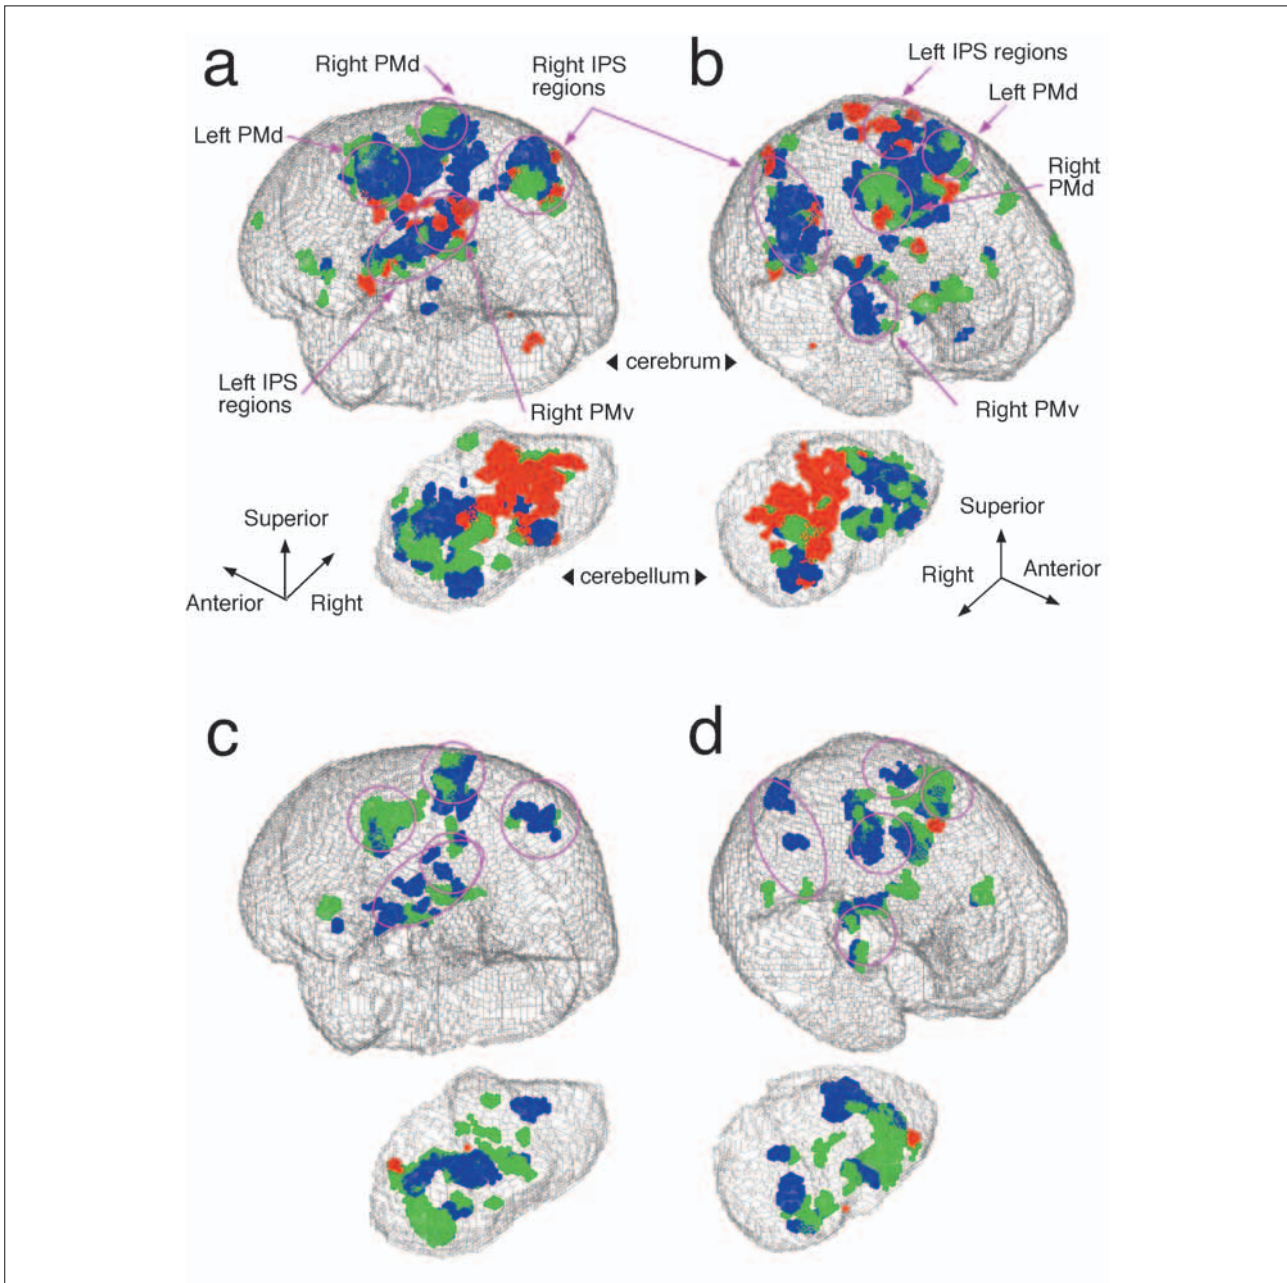 a
Right PMd
Left PMd
Right IPS
regions
b
Left IPS regions
Left PMd
Right
PMd
Left IPS
regions
Right PMv
◄ cerebrum ►
Right PMv
Superior
Anterior
Right
◄ cerebellum ►
Superior
Right
Anterior
c
d